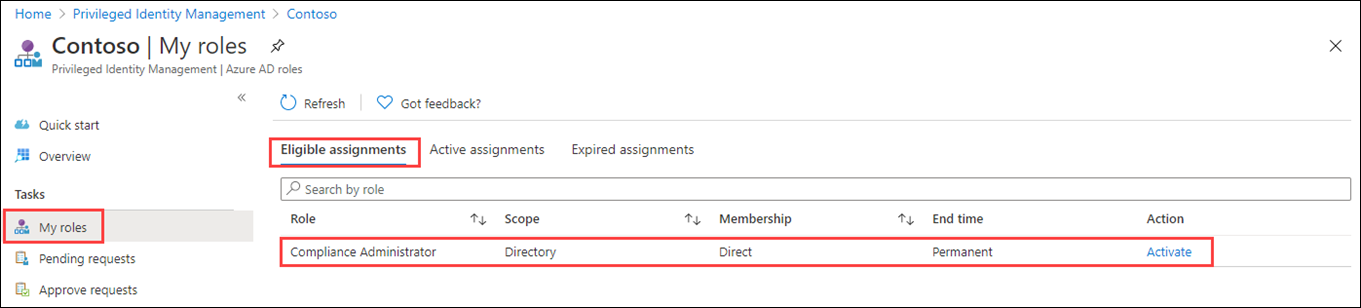 Home > Privileged Identity Management > Contoso
Contoso | My roles
Privileged Identity Management | Azure AD roles
«
Refresh
Got feedback?
Quick start
Overview
Eligible assignments
Active assignments
Expired assignments
Search by role
Tasks
Role
Scope
Membership
End time
Action
My roles
Compliance Administrator
Directory
Direct
Permanent
Activate
Pending requests
Approve requests